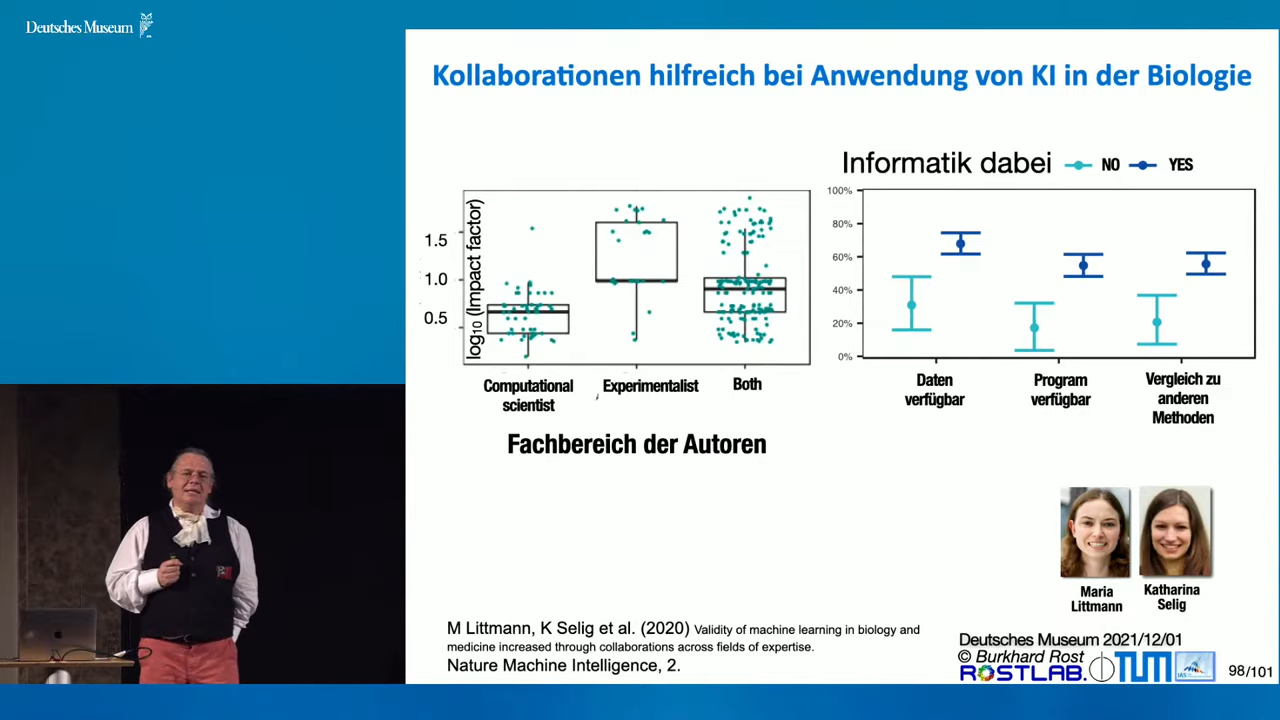 Deutsches Museum
Kollaborationen hilfreich bei Anwendung von KI in der Biologie
Informatik dabei NO YES
log10 (Impact factor)
1.5
1.0
0.5
Computational
scientist
Experimentalist
Both
Fachbereich der Autoren
100%
80%
60%
40%
20%
0%
Daten
verfügbar
Program
verfügbar
Vergleich zu
anderen
Methoden
Maria
Littmann
Katharina
Selig
M Littmann, K Selig et al. (2020) Validity of machine learning in biology and
medicine increased through collaborations across fields of expertise.
Nature Machine Intelligence, 2.
Deutsches Museum 2021/12/01
© Burkhard Rost
ROSTLAB.
TUM
IAS
98/101